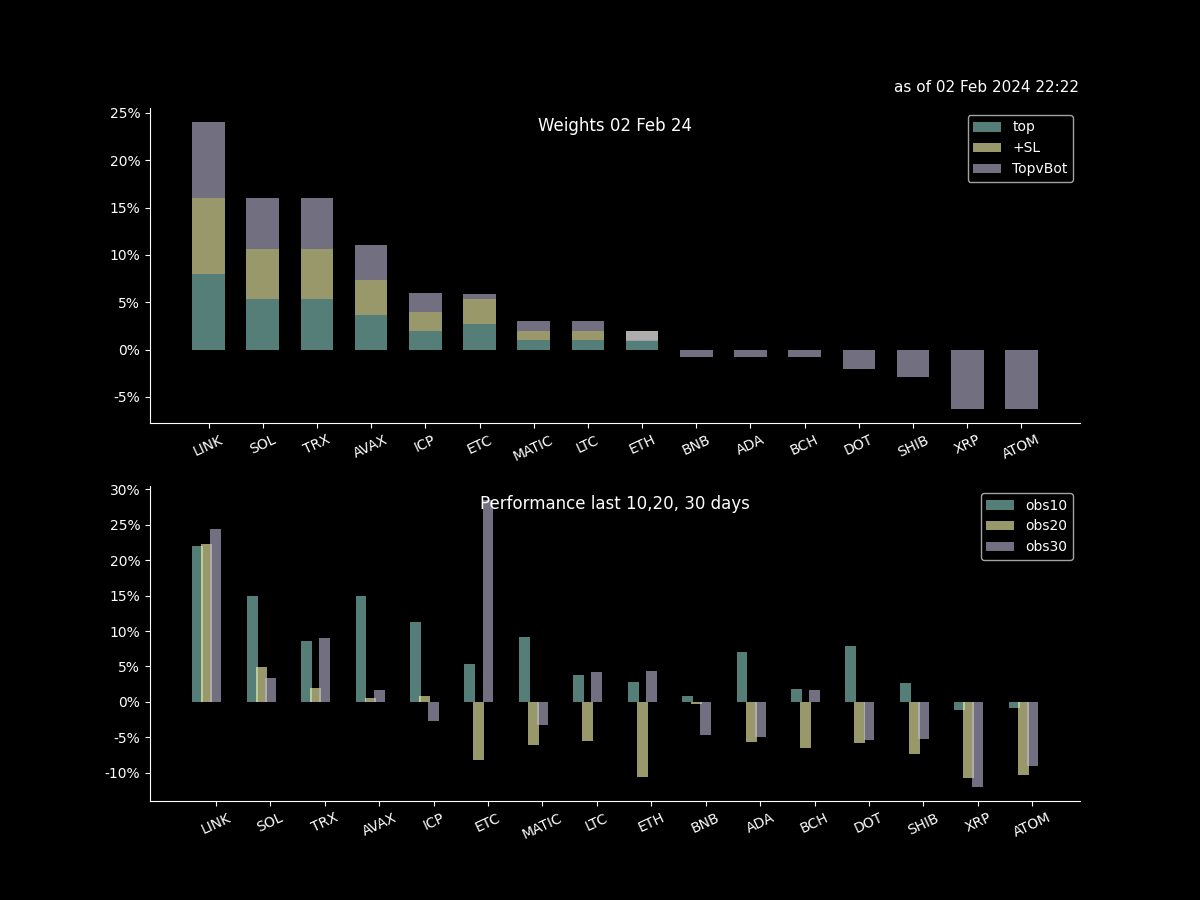 as of 02 Feb 2024 22:22
Weights 02 Feb 24
top
+SL
TopvBot
25%
20%
15%
10%
5%
0%
-5%
LINK SOL TRX AVAX ICP ETC MATIC LTC ETH BNB ADA BCH DOT SHIB XRP ATOM
Performance last 10,20, 30 days
obs10
obs20
obs30
30%
25%
20%
15%
10%
5%
0%
-5%
-10%
LINK SOL TRX AVAX ICP ETC MATIC LTC ETH BNB ADA BCH DOT SHIB XRP ATOM